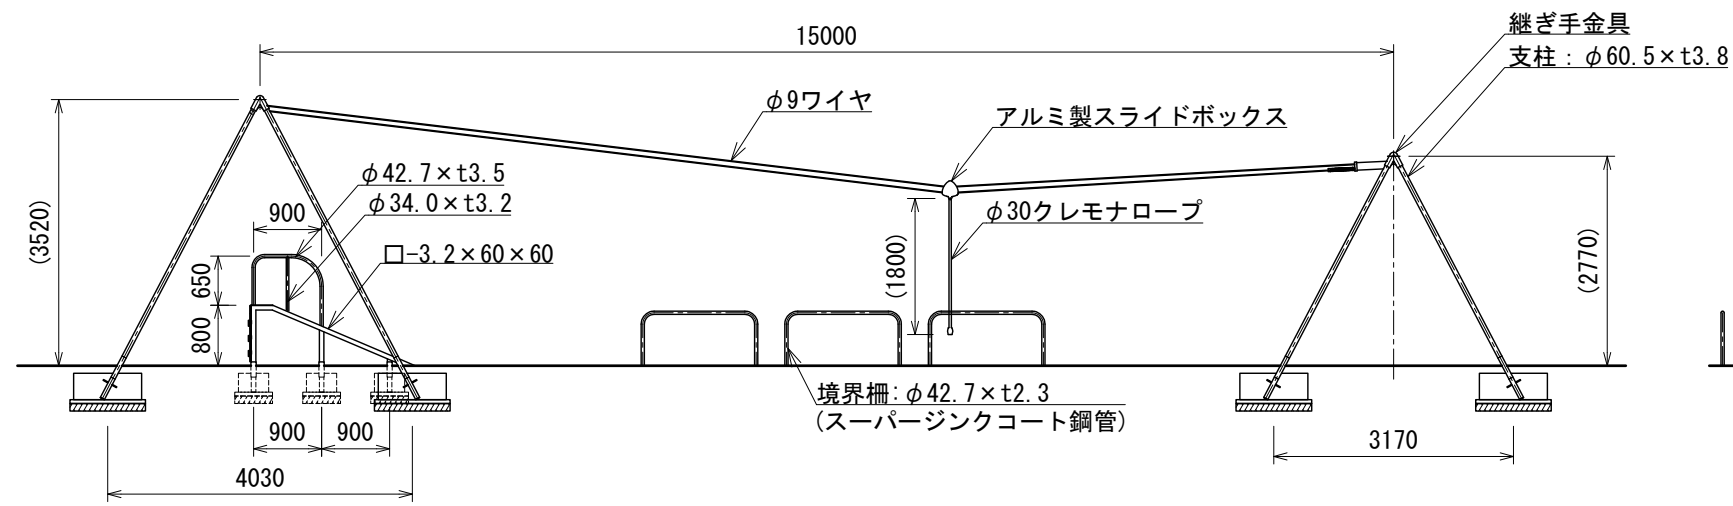 継ぎ手金具
15000
支柱：φ60.5×t3.8
φ9ワイヤ
アルミ製スライドボックス
φ42.7×t3.5
φ34.0×t3.2
900
φ30クレモナロープ
(3520)
□-3.2×60×60
(1800)
(2770)
650
800
境界柵:φ42.7×t2.3
(スーパージンクコート鋼管)
900
900
3170
4030